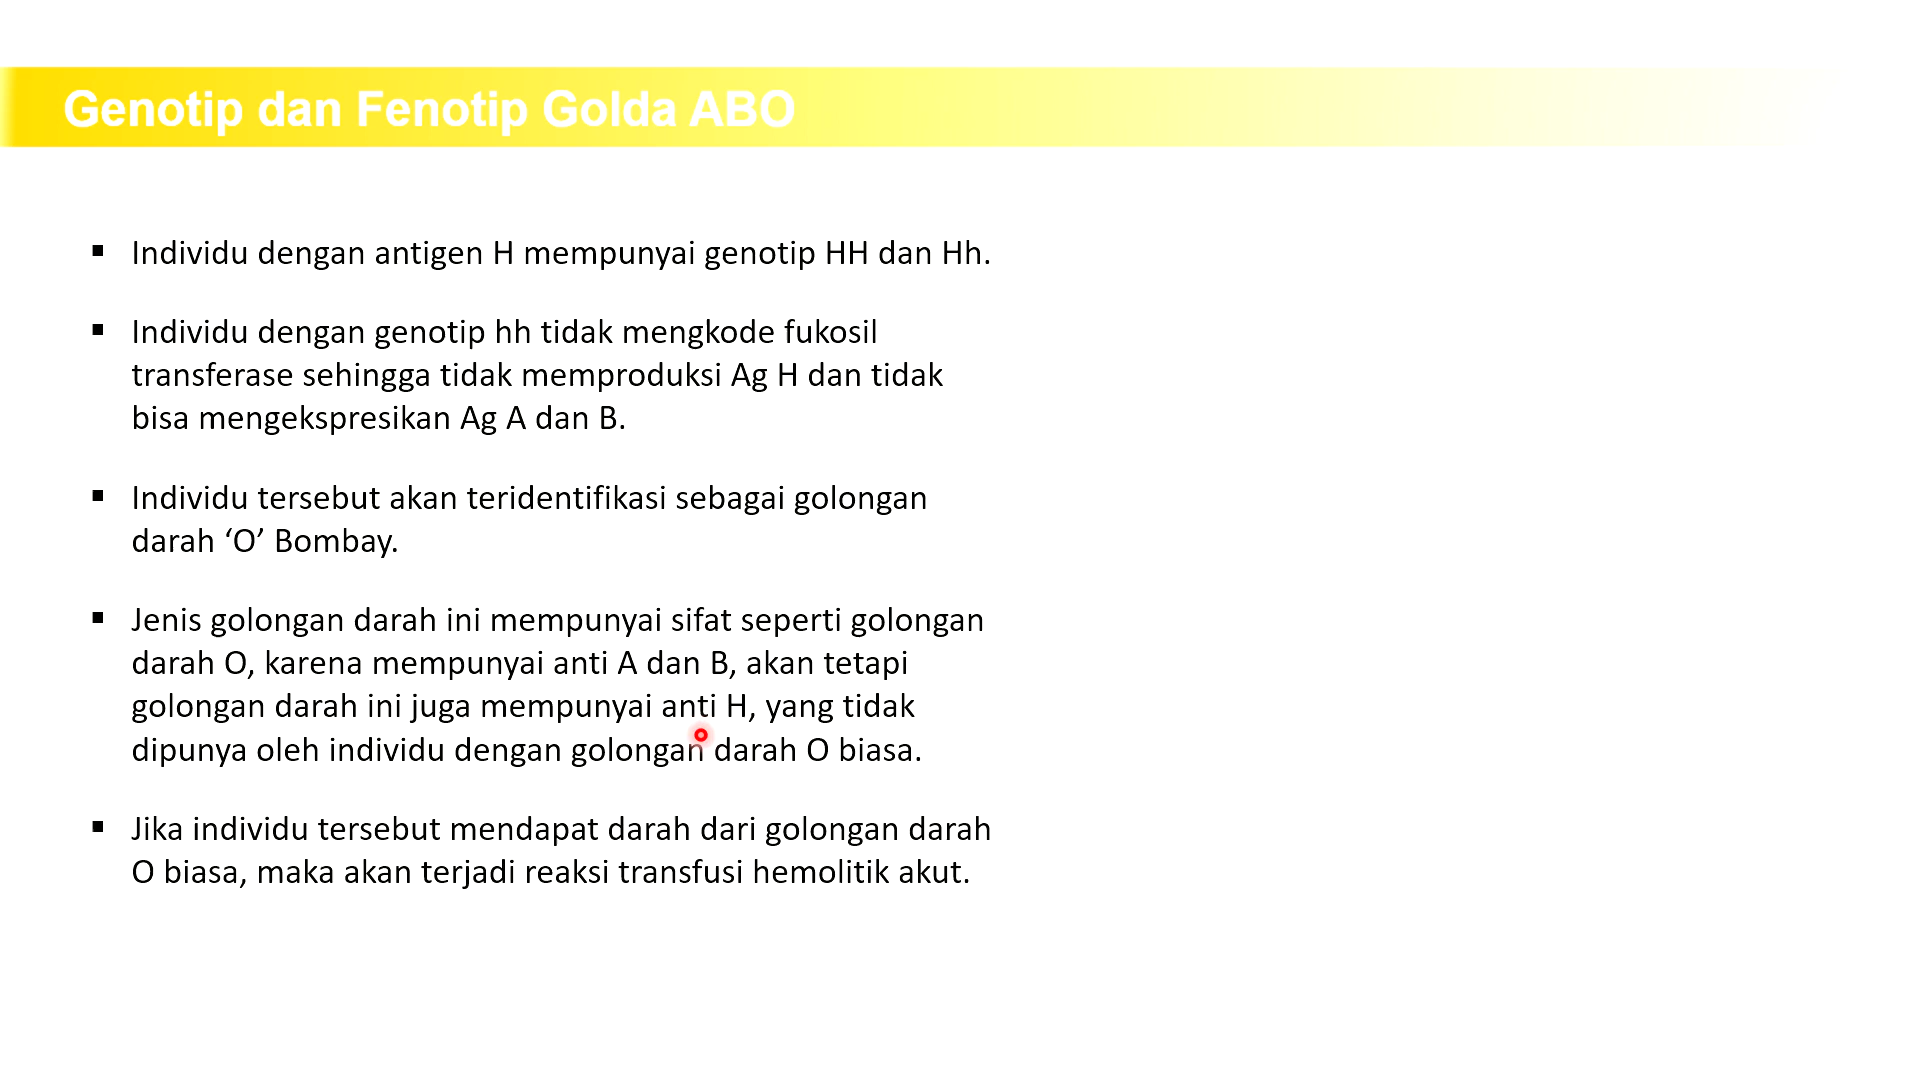 Genotip dan Fenotip Golda ABO
▪ Individu dengan antigen H mempunyai genotip HH dan Hh.
▪ Individu dengan genotip hh tidak mengkode fukosil
transferase sehingga tidak memproduksi Ag H dan tidak
bisa mengekspresikan Ag A dan B.
▪ Individu tersebut akan teridentifikasi sebagai golongan
darah ‘O’ Bombay.
▪ Jenis golongan darah ini mempunyai sifat seperti golongan
darah O, karena mempunyai anti A dan B, akan tetapi
golongan darah ini juga mempunyai anti H, yang tidak
dipunya oleh individu dengan golongan darah O biasa.
▪ Jika individu tersebut mendapat darah dari golongan darah
O biasa, maka akan terjadi reaksi transfusi hemolitik akut.